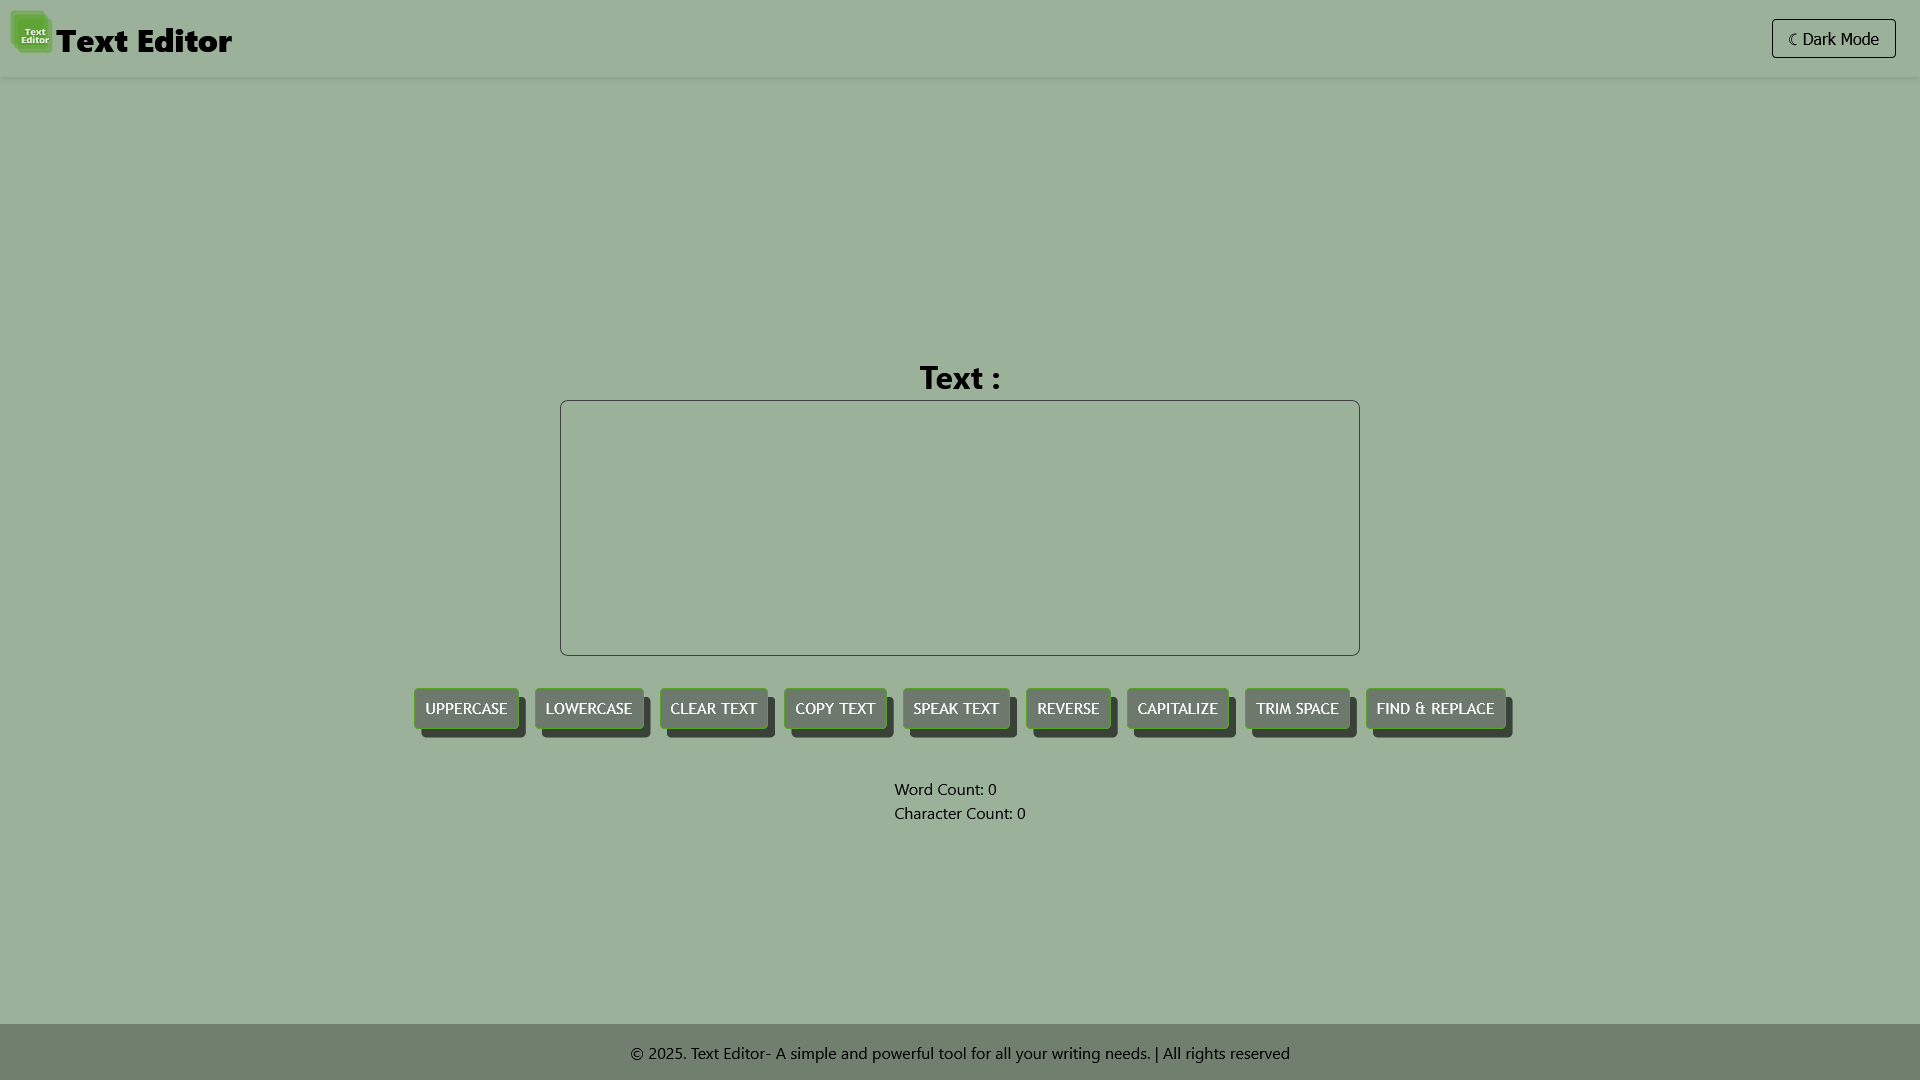 Text
Editor
Text Editor
☾ Dark Mode
Text :
UPPERCASE
LOWERCASE
CLEAR TEXT
COPY TEXT
SPEAK TEXT
REVERSE
CAPITALIZE
TRIM SPACE
FIND & REPLACE
Word Count: 0
Character Count: 0
© 2025. Text Editor- A simple and powerful tool for all your writing needs. | All rights reserved